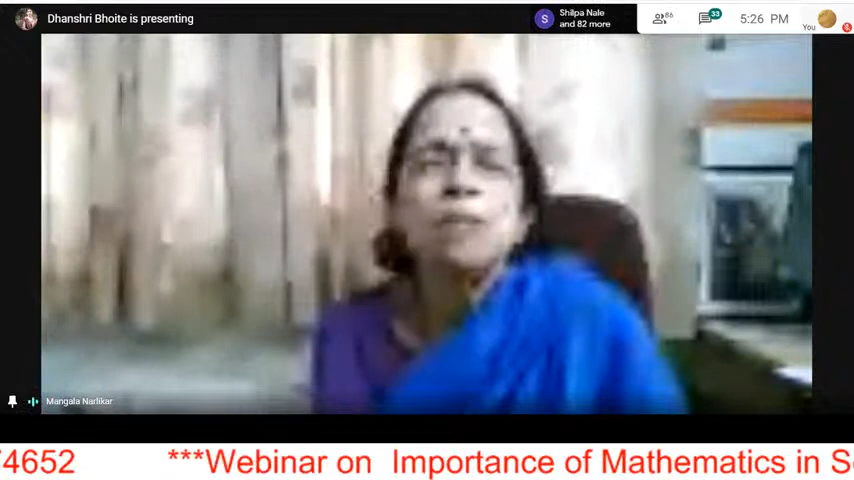 Dhanshri Bhoite is presenting
S
Shilpa Nale
and 82 more
86
33
5:26 PM
You
Mangala Narlikar
74652 ***Webinar on Importance of Mathematics in S